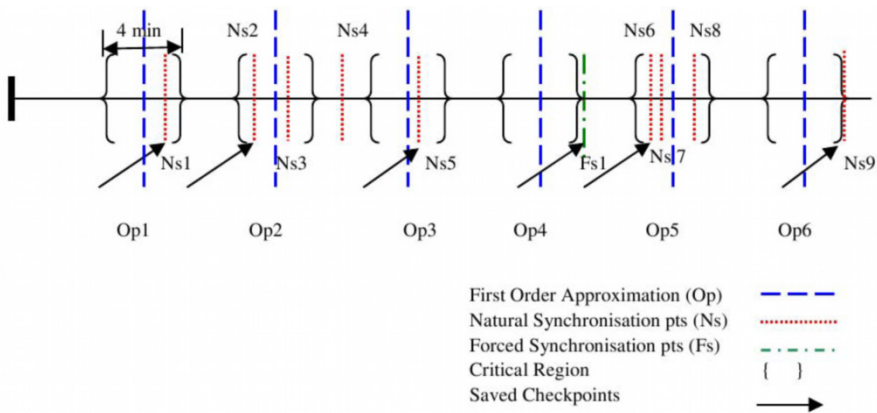 4 min Ns2 Ns4 Ns6 Ns8
{ } { } { } { } { } { }
Ns1 Ns3 Ns5 Fs1 Ns7 Ns9
Op1 Op2 Op3 Op4 Op5 Op6
First Order Approximation (Op)
Natural Synchronisation pts (Ns)
Forced Synchronisation pts (Fs)
Critical Region { }
Saved Checkpoints